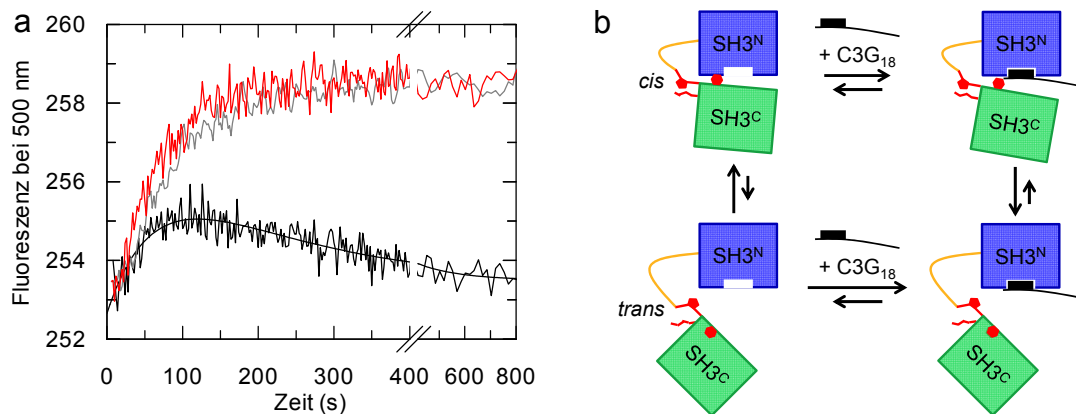 a
Fluoreszenz bei 500 nm
260
258
256
254
252
0 100 200 300 400 800
Zeit (s)
b
SH3N
+ C3G18
SH3N
cis
SH3C
SH3C
SH3N
+ C3G18
SH3N
trans
SH3C
SH3C